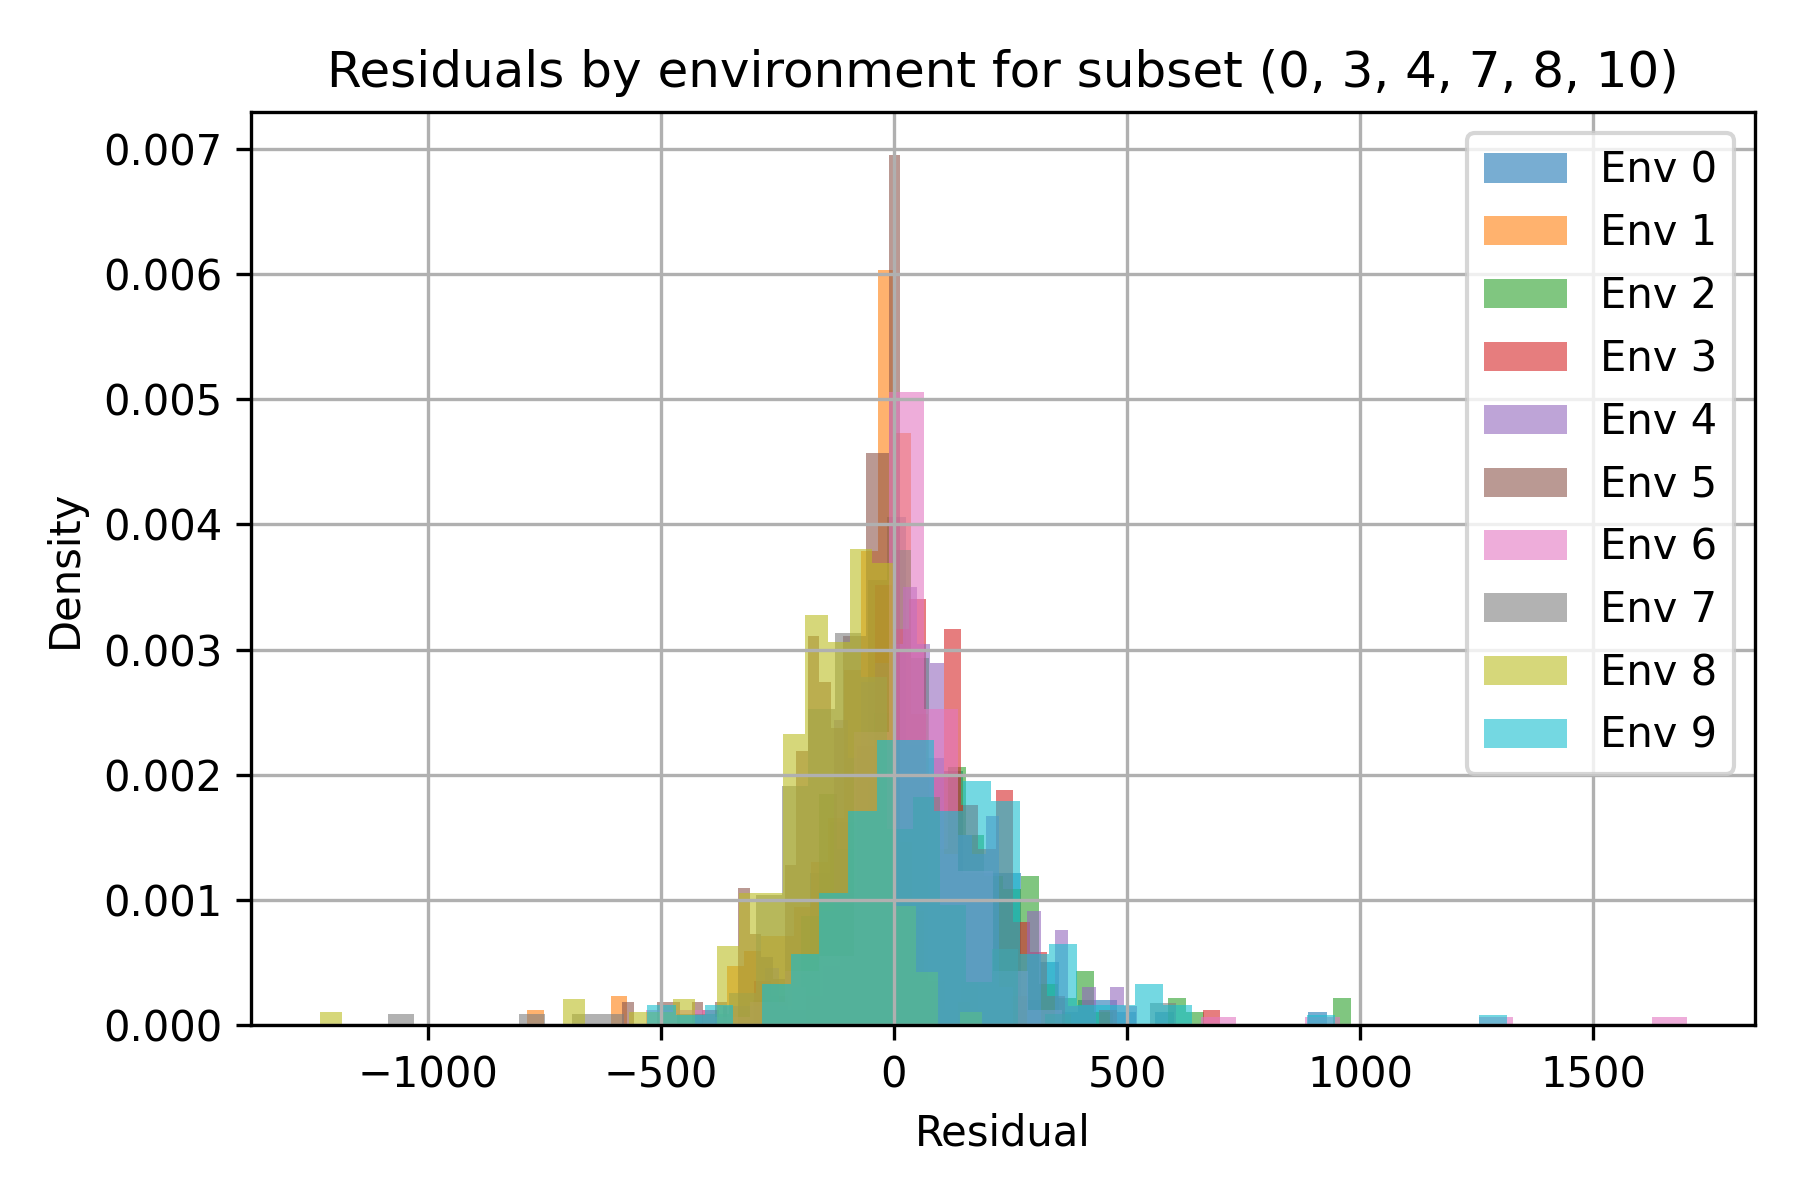 Residuals by environment for subset (0, 3, 4, 7, 8, 10)
0.007
0.006
0.005
0.004
0.003
0.002
0.001
0.000
Density
Env 0
Env 1
Env 2
Env 3
Env 4
Env 5
Env 6
Env 7
Env 8
Env 9
−1000 −500 0 500 1000 1500
Residual